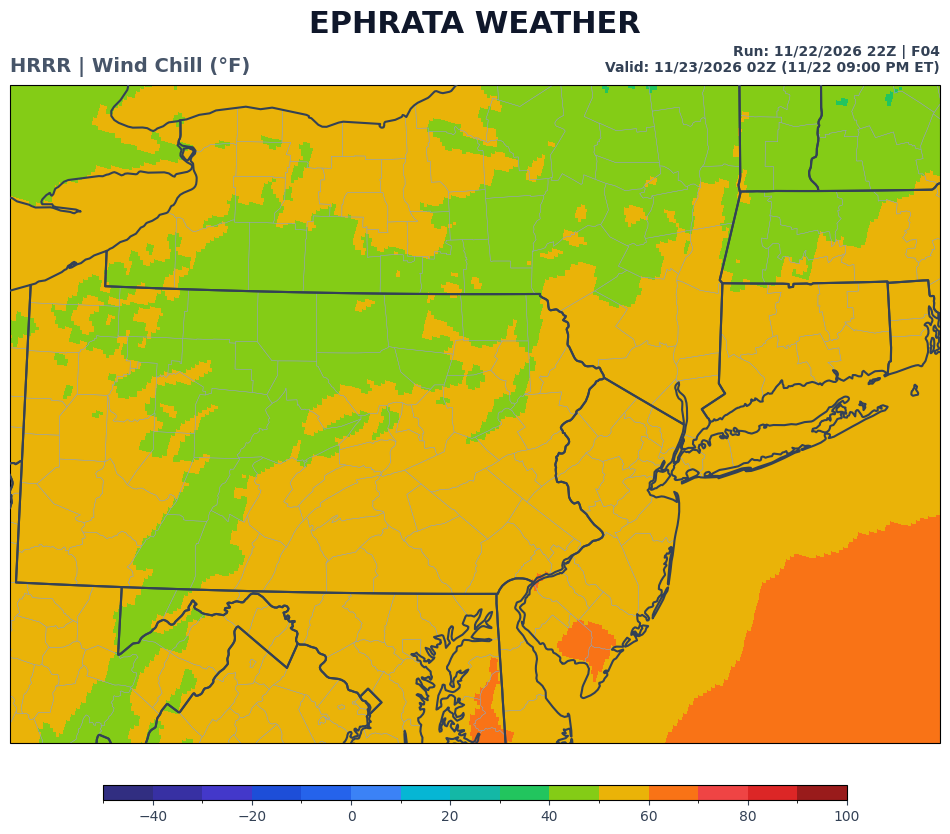 EPHRATA WEATHER
HRRR | Wind Chill (°F)
Run: 11/22/2026 22Z | F04
Valid: 11/23/2026 02Z (11/22 09:00 PM ET)
−40 −20 0 20 40 60 80 100